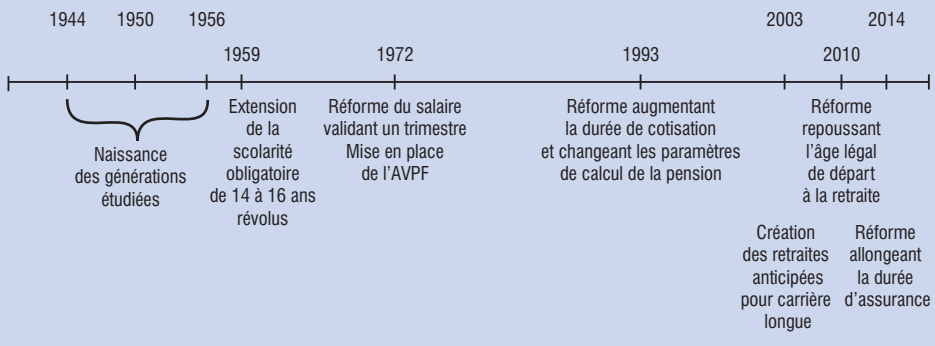 1944 1950 1956 2003 2014
1959 1972 1993 2010
Naissance
des générations
étudiées
Extension
de la
scolarité
obligatoire
de 14 à 16 ans
révolus
Réforme du salaire
validant un trimestre
Mise en place
de l'AVPF
Réforme augmentant
la durée de cotisation
et changeant les paramètres
de calcul de la pension
Réforme
repoussant
l'âge légal
de départ
à la retraite
Création
des retraites
anticipées
pour carrière
longue
Réforme
allongeant
la durée
d'assurance